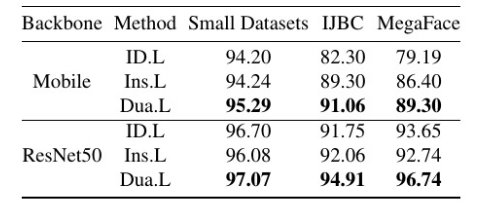 Backbone Method Small Datasets IJBC MegaFace
ID.L 94.20 82.30 79.19
Mobile Ins.L 94.24 89.30 86.40
Dua.L 95.29 91.06 89.30
ID.L 96.70 91.75 93.65
ResNet50 Ins.L 96.08 92.06 92.74
Dua.L 97.07 94.91 96.74